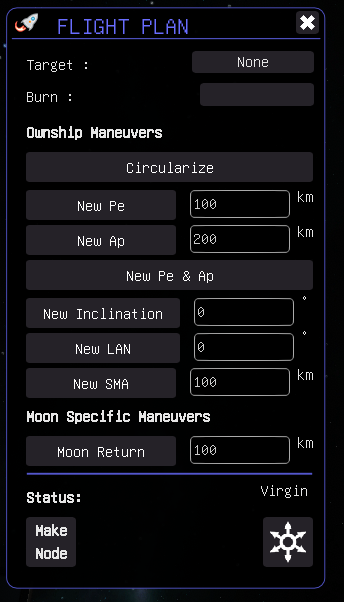 FLIGHT PLAN
Target : None
Burn :
Ownship Maneuvers
Circularize
New Pe 100 km
New Ap 200 km
New Pe & Ap
New Inclination 0 °
New LAN 0 °
New SMA 100 km
Moon Specific Maneuvers
Moon Return 100 km
Status: Virgin
Make
Node